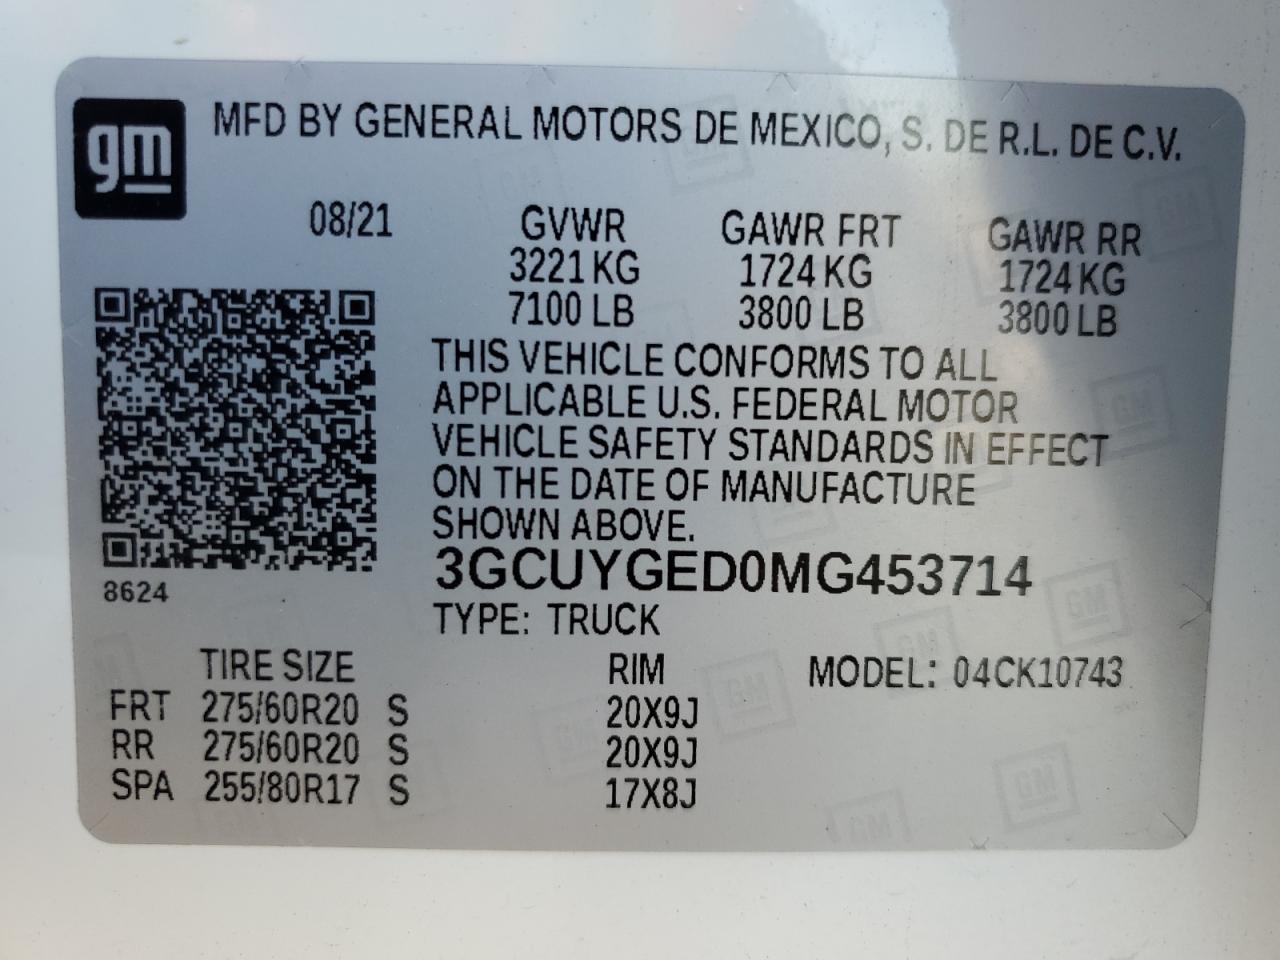 gm
MFD BY GENERAL MOTORS DE MEXICO, S. DE R.L. DE C.V.
08/21 GVWR GAWR FRT GAWR RR
3221 KG 1724 KG 1724 KG
7100 LB 3800 LB 3800 LB
THIS VEHICLE CONFORMS TO ALL
APPLICABLE U.S. FEDERAL MOTOR
VEHICLE SAFETY STANDARDS IN EFFECT
ON THE DATE OF MANUFACTURE
SHOWN ABOVE.
3GCUYGED0MG453714
8624
TYPE: TRUCK
TIRE SIZE RIM MODEL: 04CK10743
FRT 275/60R20 S 20X9J
RR 275/60R20 S 20X9J
SPA 255/80R17 S 17X8J